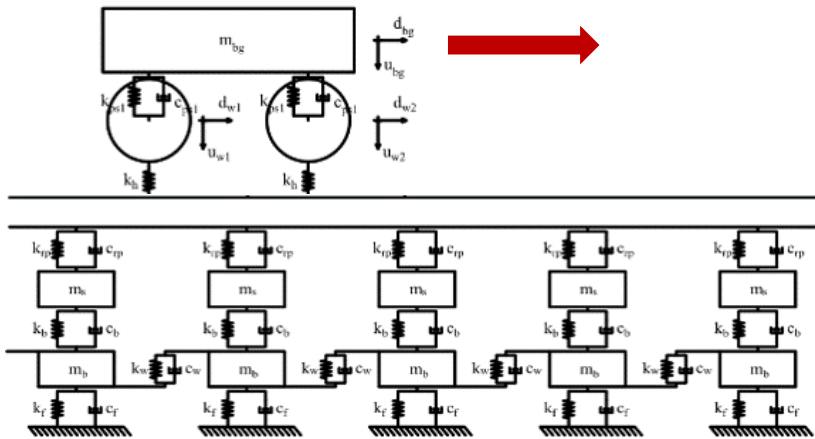 m_bg d_bg
u_bg
k_ps1 c_ps1 d_w1 k_ps1 c_ps1 d_w2
u_w1 u_w2
k_h k_h
k_rp c_rp k_rp c_rp k_rp c_rp k_rp c_rp k_rp c_rp
m_s m_s m_s m_s m_s
k_b c_b k_b c_b k_b c_b k_b c_b k_b c_b
m_b k_w c_w m_b k_w c_w m_b k_w c_w m_b k_w c_w m_b
k_f c_f k_f c_f k_f c_f k_f c_f k_f c_f